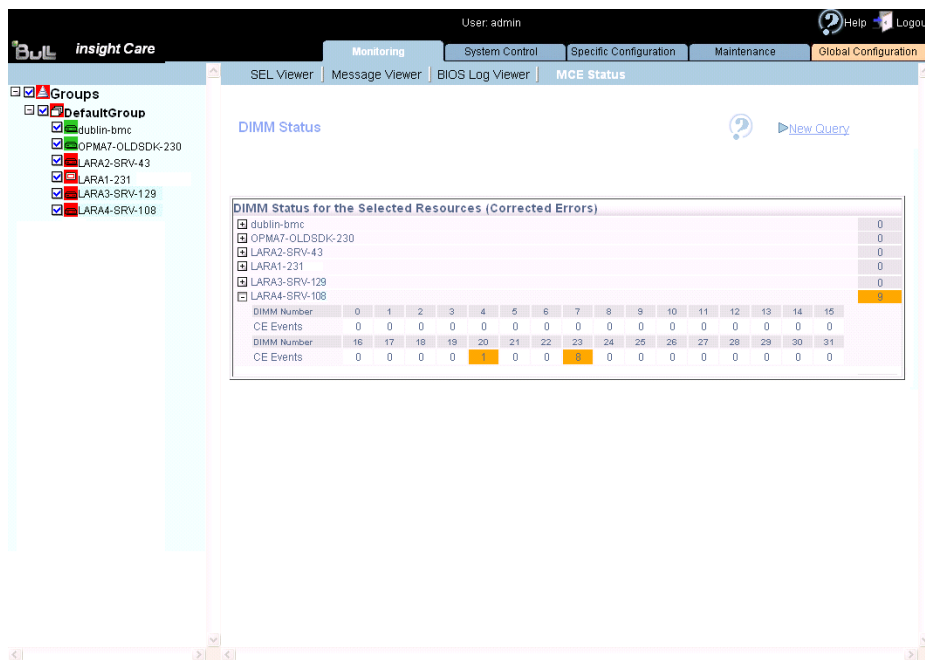 User: admin
Help Logou
Bull insight Care
Monitoring System Control Specific Configuration Maintenance Global Configuration
SEL Viewer Message Viewer BIOS Log Viewer MCE Status
Groups
DefaultGroup
dublin-bmc
OPMA7-OLDSDK-230
LARA2-SRV-43
LARA1-231
LARA3-SRV-129
LARA4-SRV-108
DIMM Status
? New Query
DIMM Status for the Selected Resources (Corrected Errors)
dublin-bmc 0
OPMA7-OLDSDK-230 0
LARA2-SRV-43 0
LARA1-231 0
LARA3-SRV-129 0
LARA4-SRV-108 9
DIMM Number 0 1 2 3 4 5 6 7 8 9 10 11 12 13 14 15
CE Events 0 0 0 0 0 0 0 0 0 0 0 0 0 0 0 0
DIMM Number 16 17 18 19 20 21 22 23 24 25 26 27 28 29 30 31
CE Events 0 0 0 0 1 0 0 8 0 0 0 0 0 0 0 0